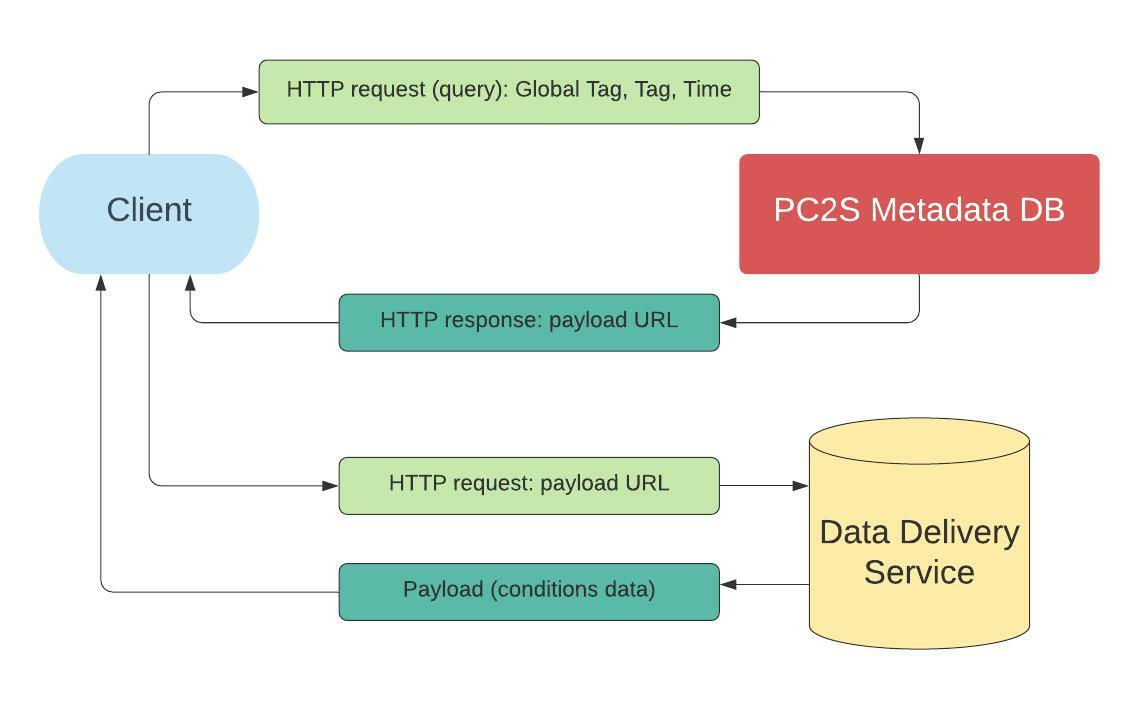 HTTP request (query): Global Tag, Tag, Time
Client
PC2S Metadata DB
HTTP response: payload URL
HTTP request: payload URL
Data Delivery
Service
Payload (conditions data)